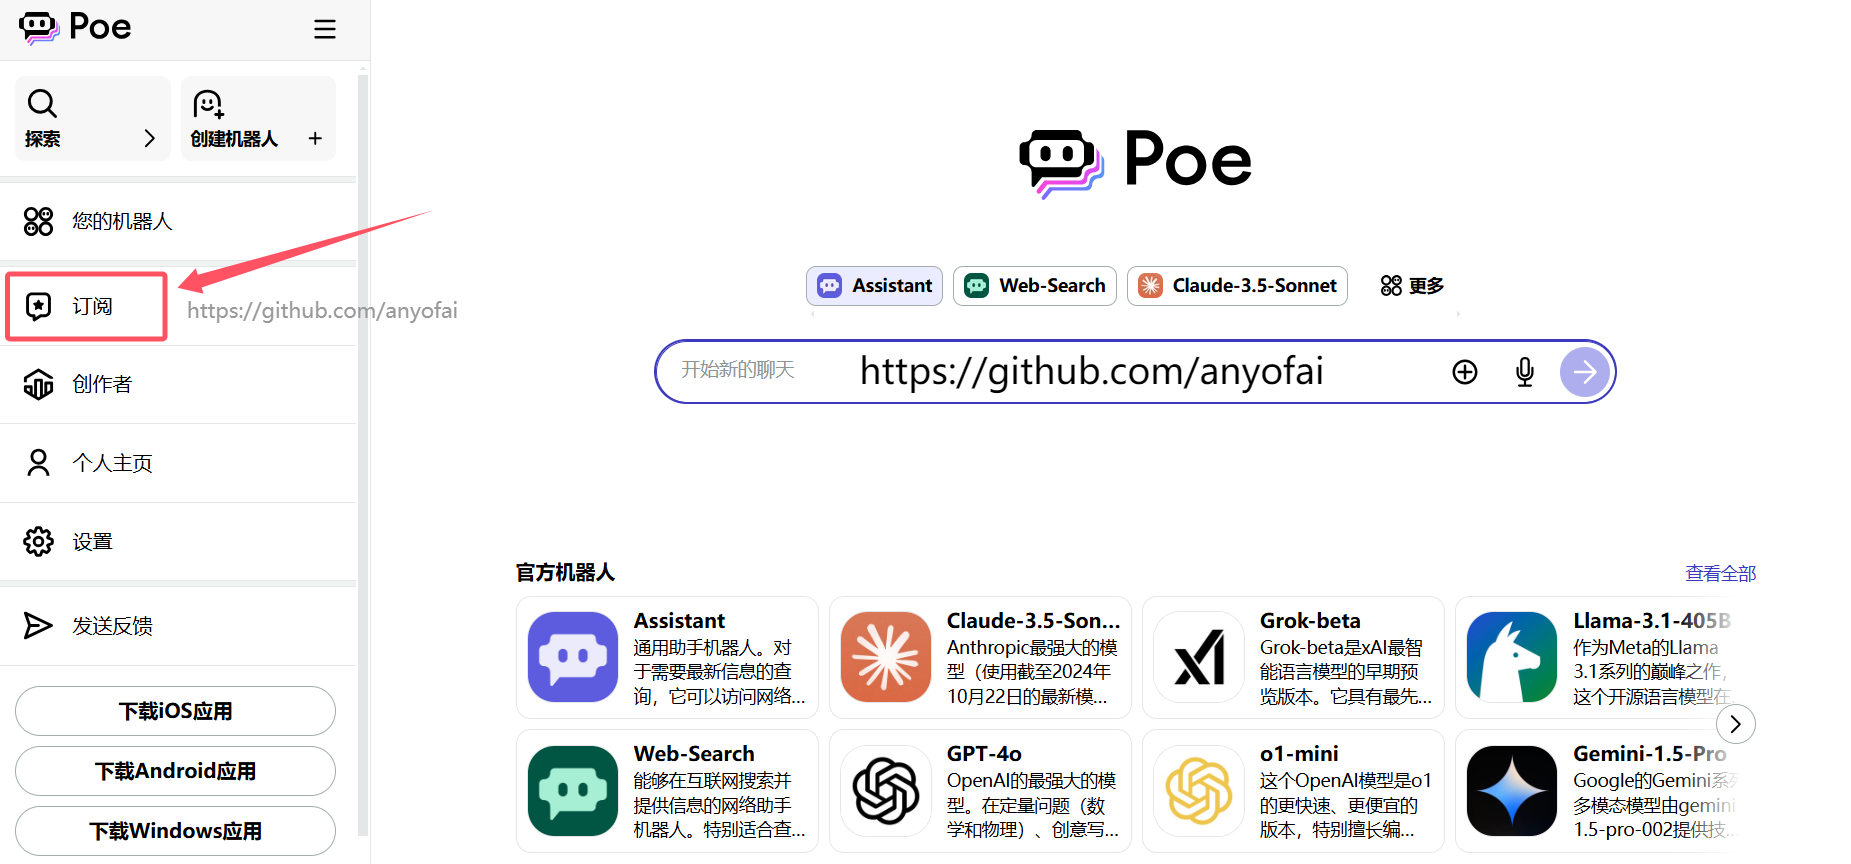 Poe
探索
创建机器人
您的机器人
订阅
https://github.com/anyofai
创作者
个人主页
设置
发送反馈
下载iOS应用
下载Android应用
下载Windows应用
Poe
Assistant
Web-Search
Claude-3.5-Sonnet
更多
开始新的聊天
https://github.com/anyofai
官方机器人
查看全部
Assistant
通用助手机器人。对
于需要最新信息的查
询，它可以访问网络...
Claude-3.5-Son...
Anthropic最强大的模
型（使用截至2024年
10月22日的最新模...
Grok-beta
Grok-beta是xAI最智
能语言模型的早期预
览版本。它具有最先...
Llama-3.1-405B
作为Meta的Llama
3.1系列的巅峰之作，
这个开源语言模型在...
Web-Search
能够在互联网搜索并
提供信息的网络助手
机器人。特别适合查...
GPT-4o
OpenAI的最强大的模
型。在定量问题（数
学和物理）、创意写...
o1-mini
这个OpenAI模型是o1
的更快速、更便宜的
版本，特别擅长编...
Gemini-1.5-Pro
Google的Gemini系列
多模态模型由gemini
1.5-pro-002提供技...